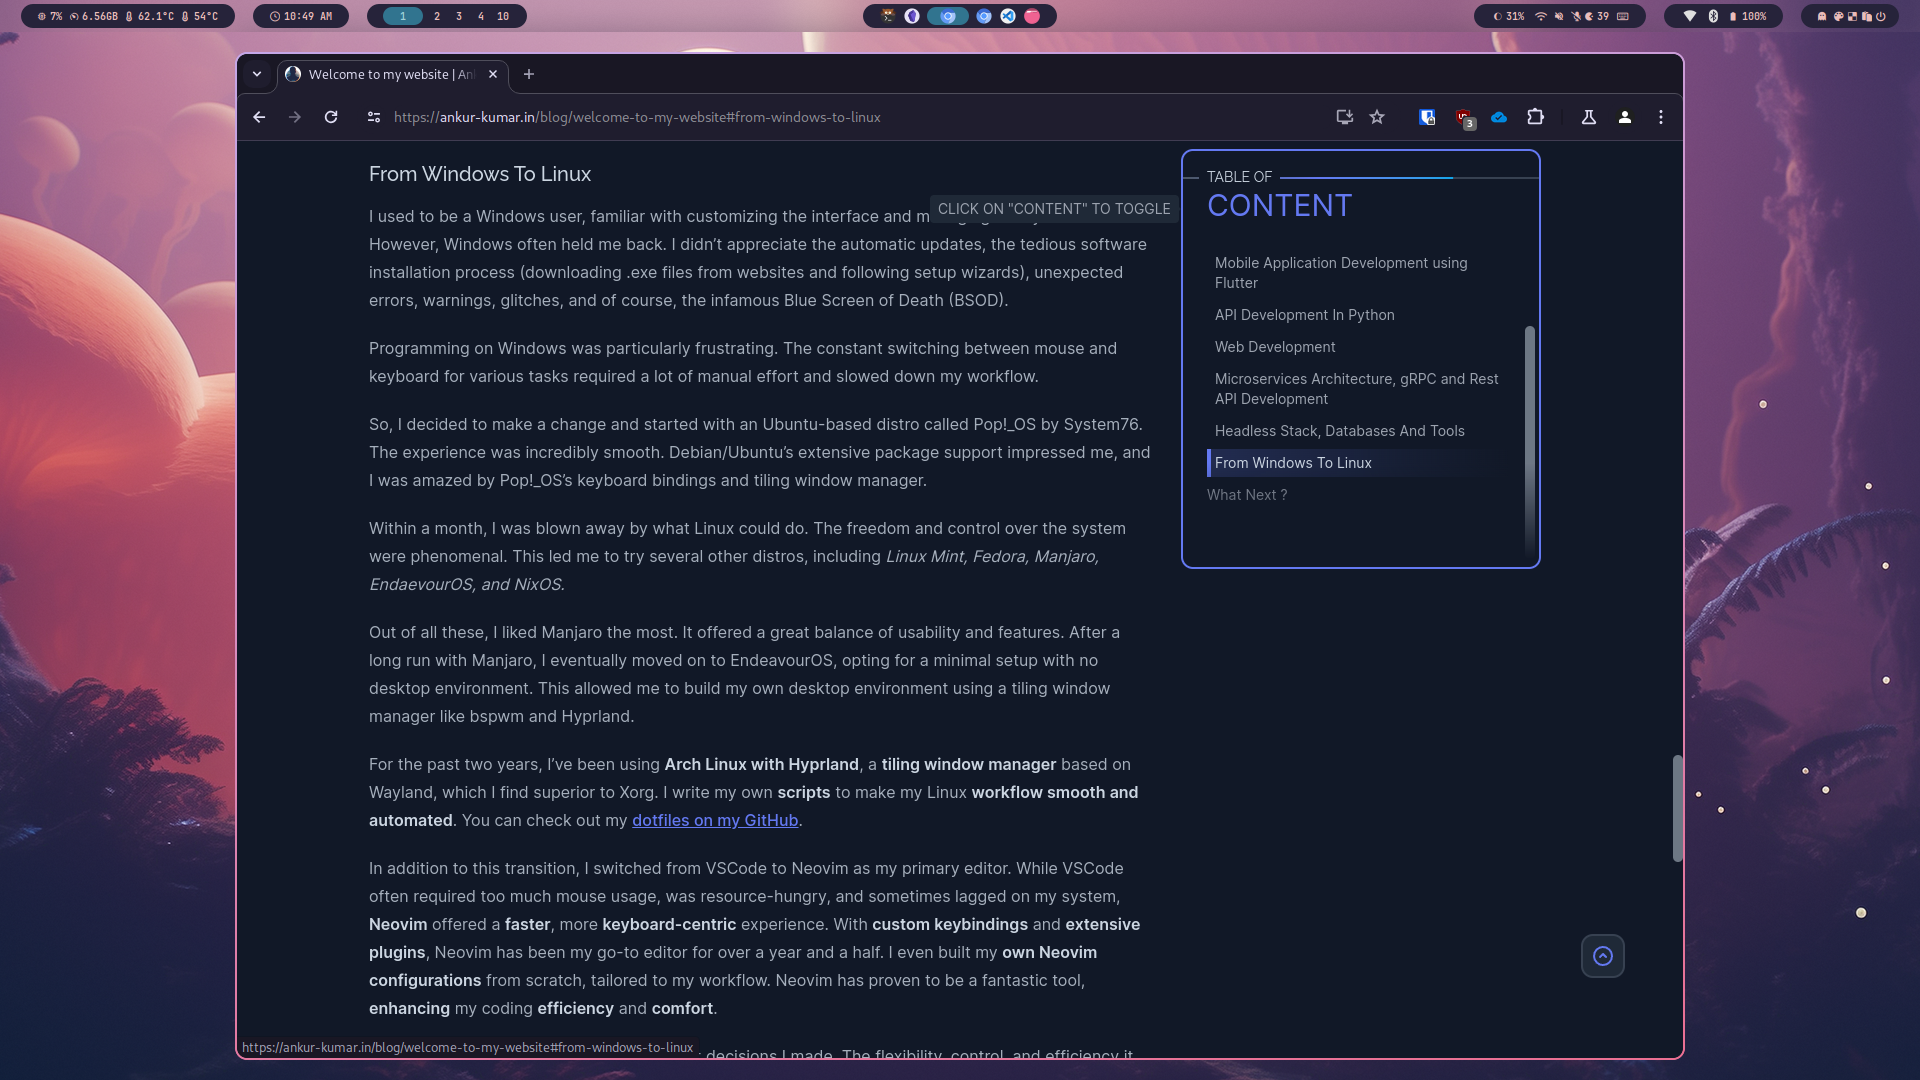 7% 6.56GB 62.1°C 54°C
10:49 AM
1 2 3 4 10
31% 39
100%
Welcome to my website | An
https://ankur-kumar.in/blog/welcome-to-my-website#from-windows-to-linux
3
From Windows To Linux
I used to be a Windows user, familiar with customizing the interface and
However, Windows often held me back. I didn’t appreciate the automatic updates, the tedious software
installation process (downloading .exe files from websites and following setup wizards), unexpected
errors, warnings, glitches, and of course, the infamous Blue Screen of Death (BSOD).
Programming on Windows was particularly frustrating. The constant switching between mouse and
keyboard for various tasks required a lot of manual effort and slowed down my workflow.
So, I decided to make a change and started with an Ubuntu-based distro called Pop!_OS by System76.
The experience was incredibly smooth. Debian/Ubuntu’s extensive package support impressed me, and
I was amazed by Pop!_OS’s keyboard bindings and tiling window manager.
Within a month, I was blown away by what Linux could do. The freedom and control over the system
were phenomenal. This led me to try several other distros, including Linux Mint, Fedora, Manjaro,
EndaevourOS, and NixOS.
Out of all these, I liked Manjaro the most. It offered a great balance of usability and features. After a
long run with Manjaro, I eventually moved on to EndeavourOS, opting for a minimal setup with no
desktop environment. This allowed me to build my own desktop environment using a tiling window
manager like bspwm and Hyprland.
For the past two years, I’ve been using Arch Linux with Hyprland, a tiling window manager based on
Wayland, which I find superior to Xorg. I write my own scripts to make my Linux workflow smooth and
automated. You can check out my dotfiles on my GitHub.
In addition to this transition, I switched from VSCode to Neovim as my primary editor. While VSCode
often required too much mouse usage, was resource-hungry, and sometimes lagged on my system,
Neovim offered a faster, more keyboard-centric experience. With custom keybindings and extensive
plugins, Neovim has been my go-to editor for over a year and a half. I even built my own Neovim
configurations from scratch, tailored to my workflow. Neovim has proven to be a fantastic tool,
enhancing my coding efficiency and comfort.
decisions I made. The flexibility, control, and efficiency it
https://ankur-kumar.in/blog/welcome-to-my-website#from-windows-to-linux
CLICK ON "CONTENT" TO TOGGLE
TABLE OF
CONTENT
Mobile Application Development using
Flutter
API Development In Python
Web Development
Microservices Architecture, gRPC and Rest
API Development
Headless Stack, Databases And Tools
From Windows To Linux
What Next ?